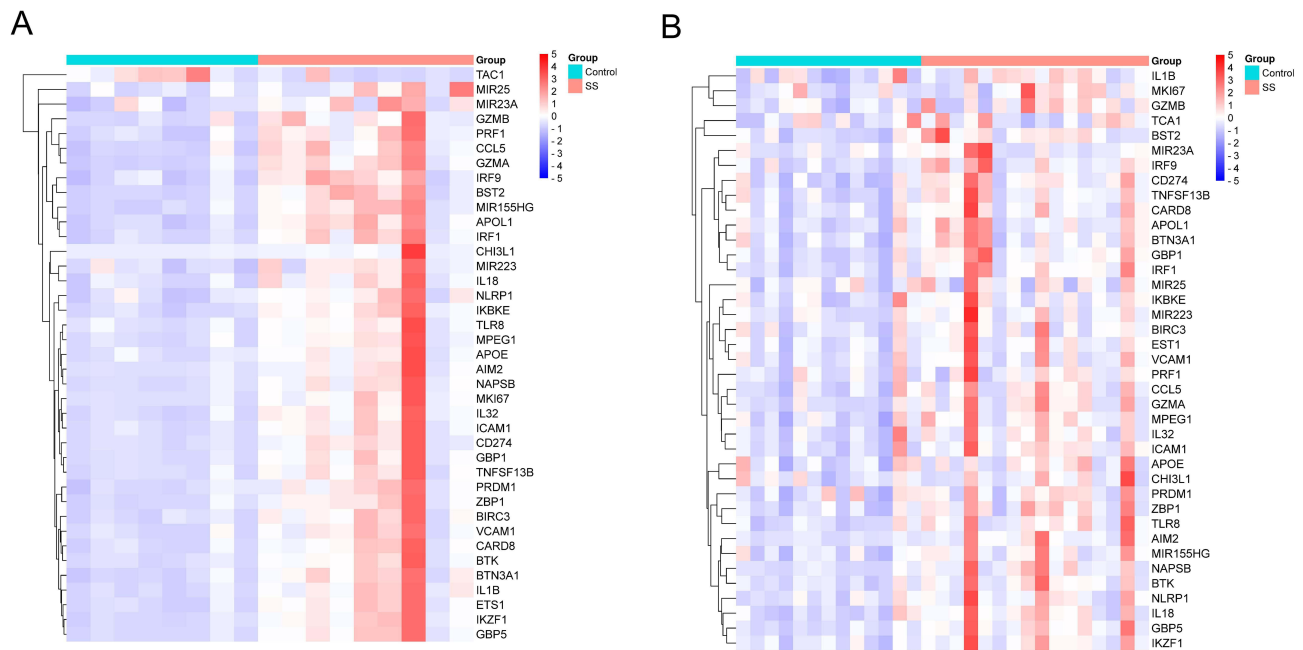 A
Group
TAC1
MIR25
MIR23A
GZMB
PRF1
CCL5
GZMA
IRF9
BST2
MIR155HG
APOL1
IRF1
CHI3L1
MIR223
IL18
NLRP1
IKBKE
TLR8
MPEG1
APOE
AIM2
NAPSB
MKI67
IL32
ICAM1
CD274
GBP1
TNFSF13B
PRDM1
ZBP1
BIRC3
VCAM1
CARD8
BTK
BTN3A1
IL1B
ETS1
IKZF1
GBP5
5
4
3
2
1
0
-1
-2
-3
-4
-5
Group
Control
SS
B
Group
IL1B
MKI67
GZMB
TCA1
BST2
MIR23A
IRF9
CD274
TNFSF13B
CARD8
APOL1
BTN3A1
GBP1
IRF1
MIR25
IKBKE
MIR223
BIRC3
EST1
VCAM1
PRF1
CCL5
GZMA
MPEG1
IL32
ICAM1
APOE
CHI3L1
PRDM1
ZBP1
TLR8
AIM2
MIR155HG
NAPSB
BTK
NLRP1
IL18
GBP5
IKZF1
5
4
3
2
1
0
-1
-2
-3
-4
-5
Group
Control
SS